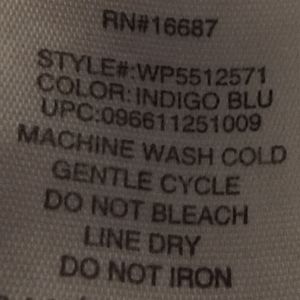 RN#16687
STYLE#:WP5512571
COLOR:INDIGO BLU
UPC:096611251009
MACHINE WASH COLD
GENTLE CYCLE
DO NOT BLEACH
LINE DRY
DO NOT IRON